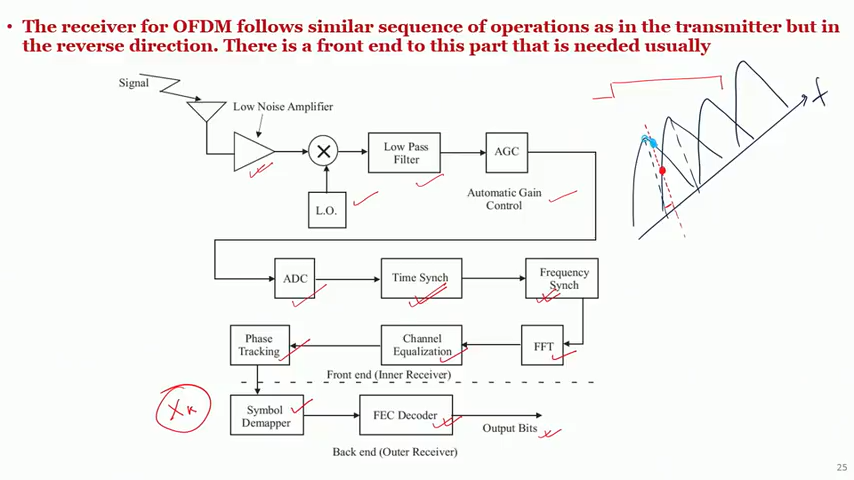 • The receiver for OFDM follows similar sequence of operations as in the transmitter but in
the reverse direction. There is a front end to this part that is needed usually
Signal
Low Noise Amplifier
Low Pass
Filter
AGC
L.O.
Automatic Gain
Control
f
ADC
Time Synch
Frequency
Synch
Phase
Tracking
Channel
Equalization
FFT
Front end (Inner Receiver)
Xk
Symbol
Demapper
FEC Decoder
Output Bits
Back end (Outer Receiver)
25